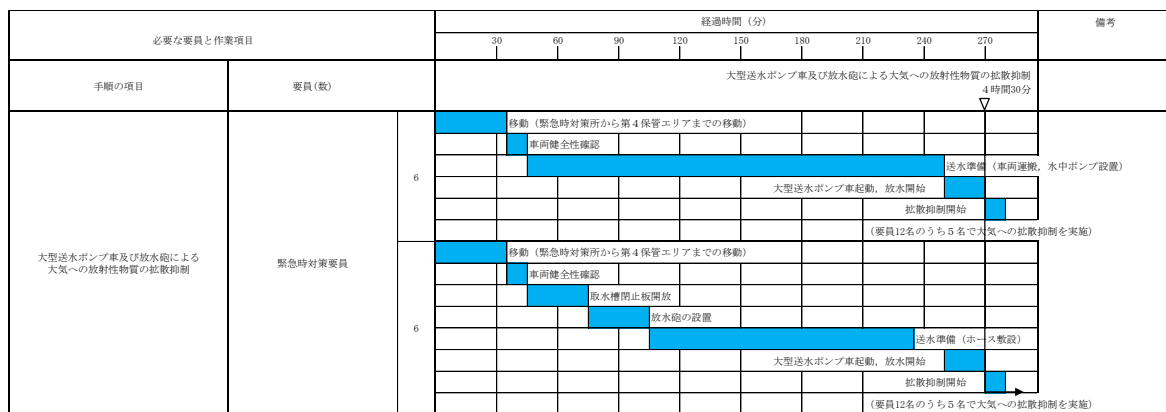 必要な要員と作業項目
経過時間（分）
備考
30 60 90 120 150 180 210 240 270
手順の項目
要員(数)
大型送水ポンプ車及び放水砲による大気への放射性物質の拡散抑制
４時間30分
▽
大型送水ポンプ車及び放水砲による
大気への放射性物質の拡散抑制
緊急時対策要員
6
移動（緊急時対策所から第４保管エリアまでの移動）
車両健全性確認
送水準備（車両運搬，水中ポンプ設置）
大型送水ポンプ車起動，放水開始
拡散抑制開始
（要員12名のうち５名で大気への拡散抑制を実施）
6
移動（緊急時対策所から第４保管エリアまでの移動）
車両健全性確認
取水槽閉止板開放
放水砲の設置
送水準備（ホース敷設）
大型送水ポンプ車起動，放水開始
拡散抑制開始
（要員12名のうち５名で大気への拡散抑制を実施）